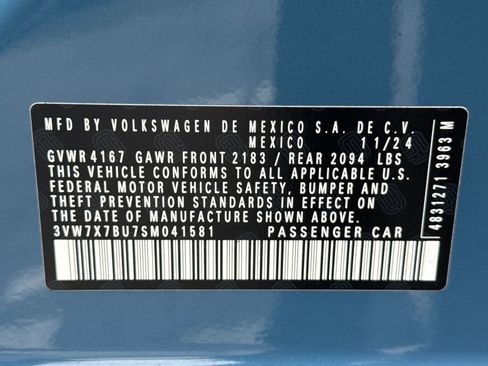 MFD BY VOLKSWAGEN DE MEXICO S.A. DE C.V.
MEXICO 11/24
GVWR 4167 GAWR FRONT 2183 / REAR 2094 LBS
THIS VEHICLE CONFORMS TO ALL APPLICABLE U.S.
FEDERAL MOTOR VEHICLE SAFETY, BUMPER AND
THEFT PREVENTION STANDARDS IN EFFECT ON THE
DATE OF MANUFACTURE SHOWN ABOVE.
3VW7X7BU7SM041581 PASSENGER CAR
4831271 3963 M